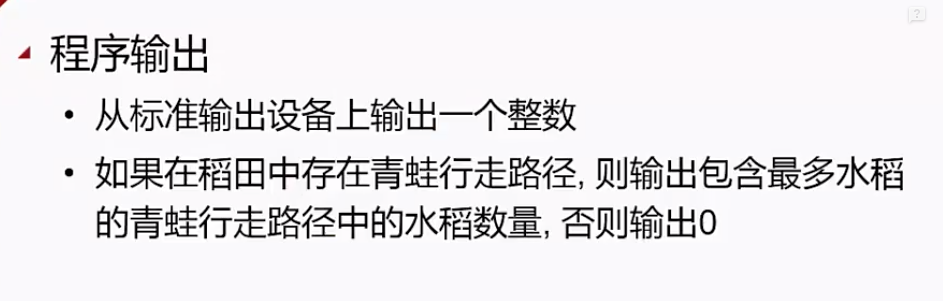 程序输出
• 从标准输出设备上输出一个整数
• 如果在稻田中存在青蛙行走路径, 则输出包含最多水稻
的青蛙行走路径中的水稻数量, 否则输出0